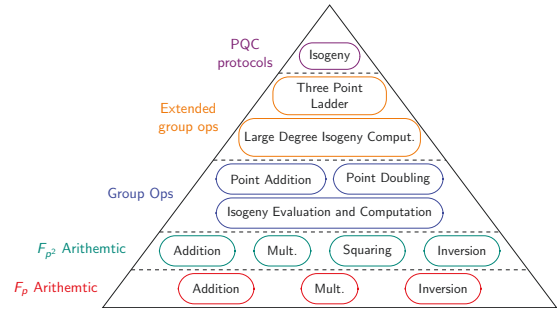 PQC
protocols
Isogeny
Extended
group ops
Three Point
Ladder
Large Degree Isogeny Comput.
Group Ops
Point Addition
Point Doubling
Isogeny Evaluation and Computation
F_{p^2} Arithemtic
Addition
Mult.
Squaring
Inversion
F_p Arithemtic
Addition
Mult.
Inversion